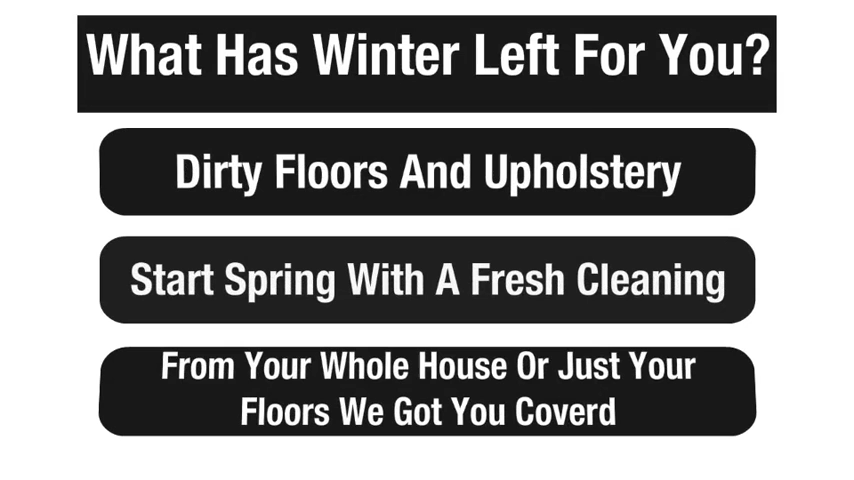 What Has Winter Left For You?
Dirty Floors And Upholstery
Start Spring With A Fresh Cleaning
From Your Whole House Or Just Your
Floors We Got You Coverd